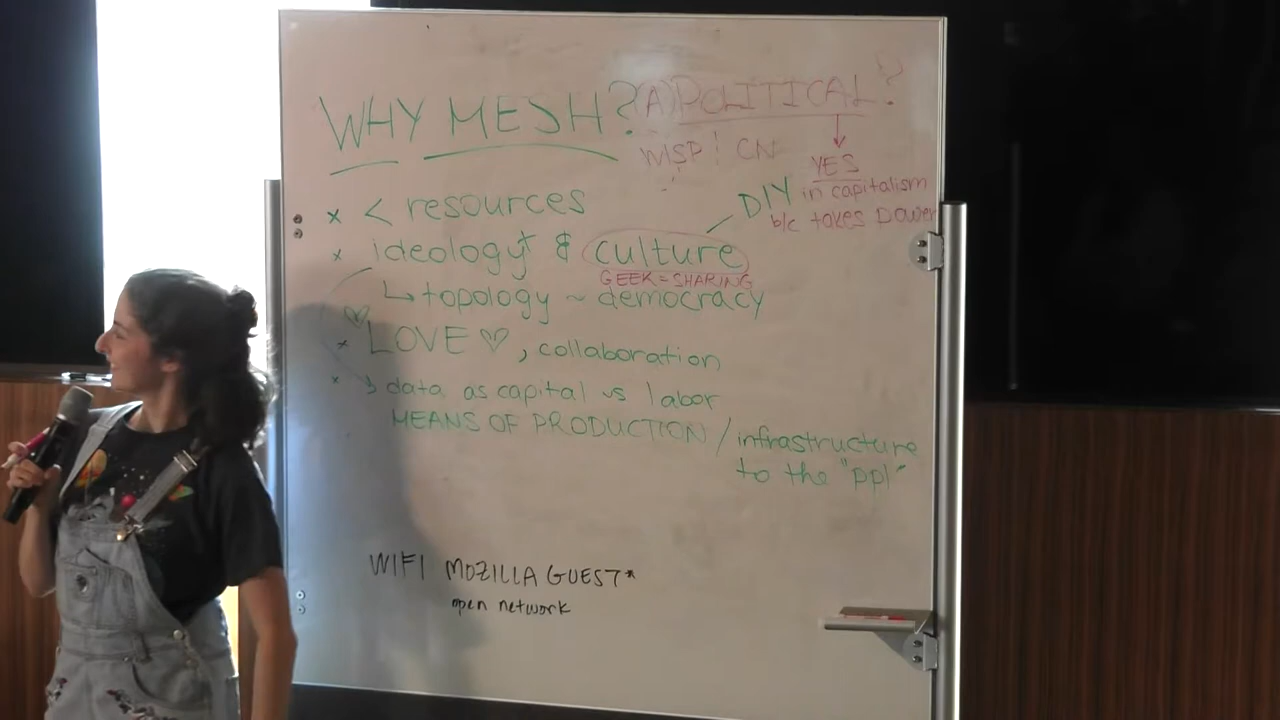 WHY MESH? (A)POLITICAL?
WISP | CN
YES
DIY in capitalism
b/c takes power
x < resources
x ideology & culture
GEEK = SHARING
↳ topology ~ democracy
x LOVE ♡, collaboration
x data as capital vs labor
MEANS OF PRODUCTION / infrastructure
to the "ppl"
WIFI MOZILLA GUEST*
open network